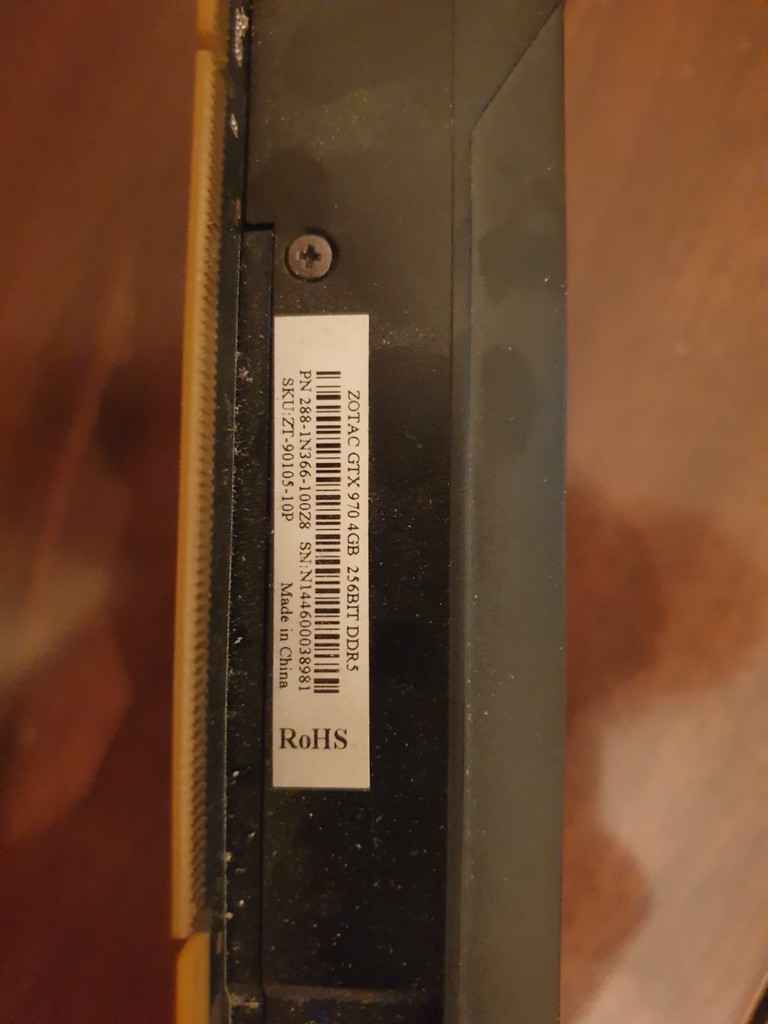 ZOTAC GTX 970 4GB 256BIT DDR5
PN 288-1N366-100Z8 SN:N144600038981
SKU:ZT-90105-10P Made in China
RoHS